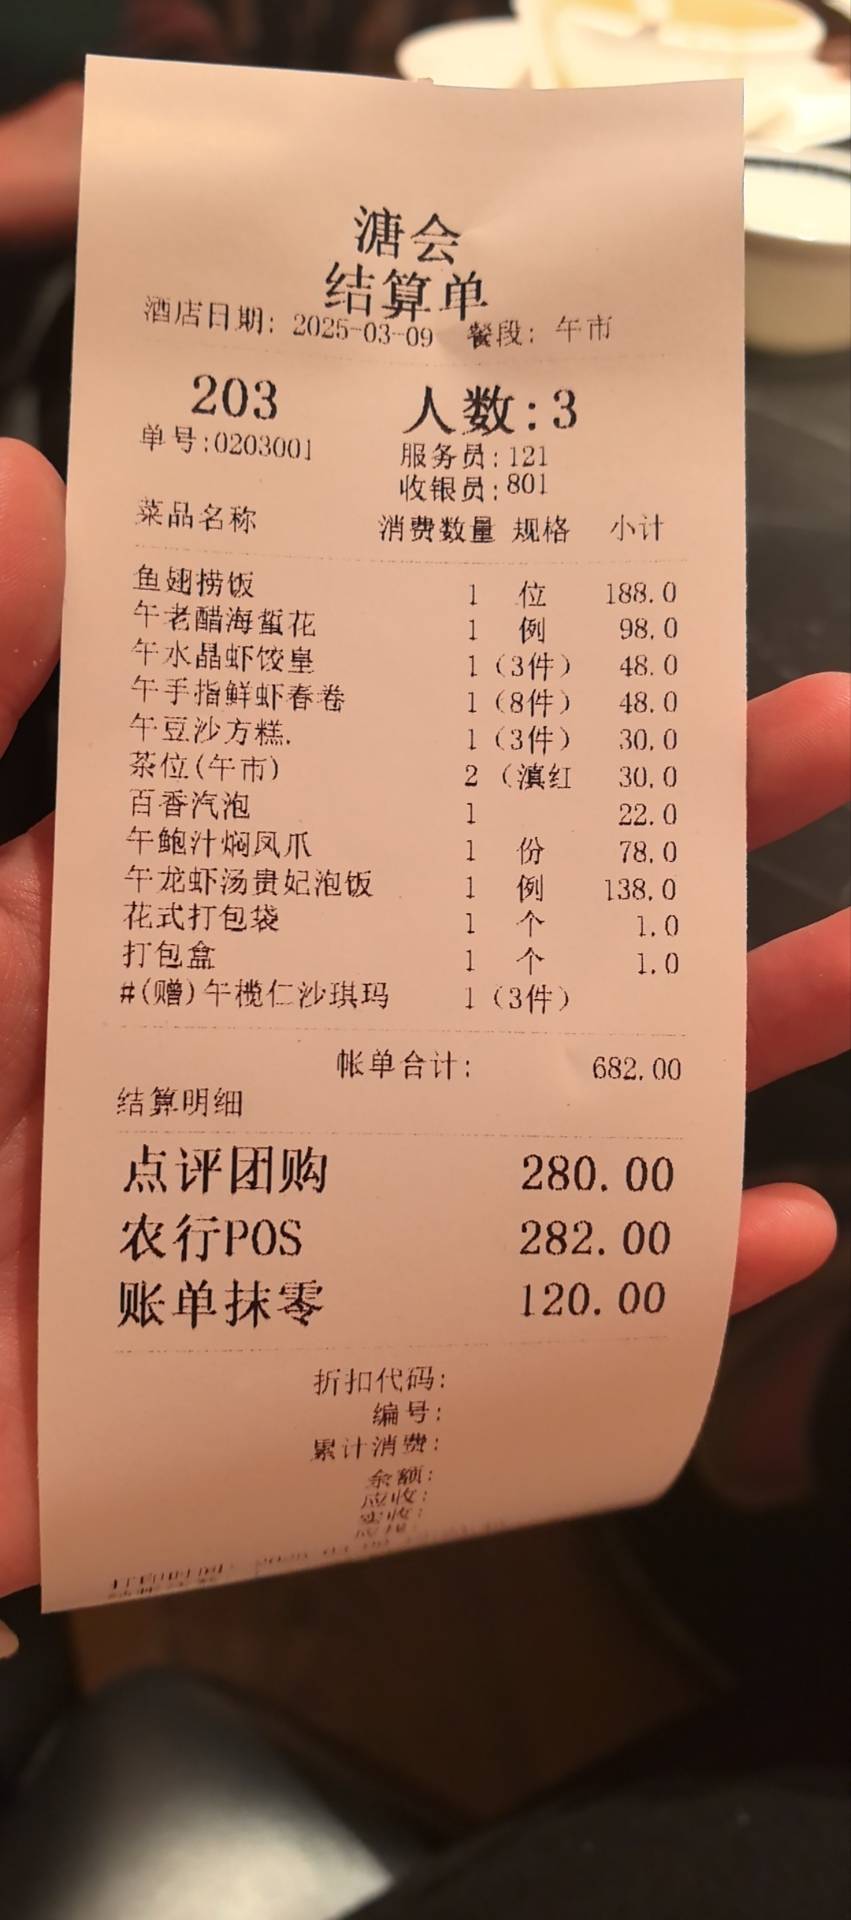 溏会
结算单
酒店日期: 2025-03-09 餐段: 午市
203 人数:3
单号:0203001 服务员:121
收银员:801
菜品名称 消费数量 规格 小计
鱼翅捞饭 1 位 188.0
午老醋海蜇花 1 例 98.0
午水晶虾饺皇 1 (3件) 48.0
午手指鲜虾春卷 1 (8件) 48.0
午豆沙方糕. 1 (3件) 30.0
茶位(午市) 2 (滇红 30.0
百香汽泡 1 22.0
午鲍汁焖凤爪 1 份 78.0
午龙虾汤贵妃泡饭 1 例 138.0
花式打包袋 1 个 1.0
打包盒 1 个 1.0
#(赠)午榄仁沙琪玛 1 (3件)
帐单合计: 682.00
结算明细
点评团购 280.00
农行POS 282.00
账单抹零 120.00
折扣代码:
编号:
累计消费:
余额:
应收:
实收:
打印时间: